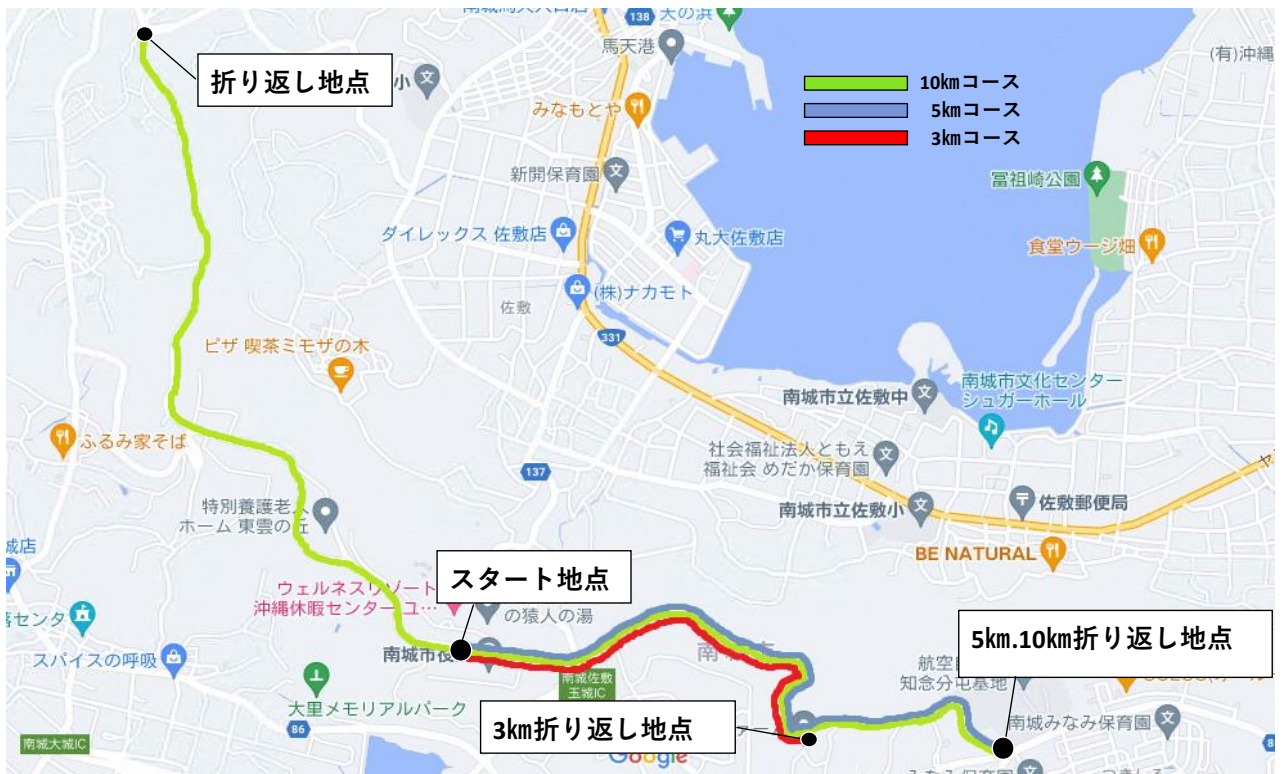 138
天の浜
馬天港
(有)沖縄
折り返し地点
小
10㎞コース
5㎞コース
3㎞コース
みなもとや
新開保育園
冨祖崎公園
ダイレックス 佐敷店
丸大佐敷店
食堂ウージ畑
(株)ナカモト
佐敷
331
ピザ 喫茶ミモザの木
南城市文化センター
シュガーホール
南城市立佐敷中
ふるみ家そば
社会福祉法人ともえ
福祉会 めだか保育園
137
特別養護老人
ホーム 東雲の丘
南城市立佐敷小
佐敷郵便局
城店
BE NATURAL
スタート地点
ウェルネスリゾート
沖縄休暇センター ユ…
の猿人の湯
センタ
5㎞.10㎞折り返し地点
スパイスの呼吸
南城市役
南城佐敷
玉城IC
知念分屯基地
大里メモリアルパーク
86
3㎞折り返し地点
南城みなみ保育園
南城大城IC
Google